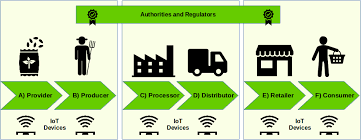 Authorities and Regulators
A) Provider
B) Producer
C) Processor
D) Distributor
E) Retailer
F) Consumer
IoT
Devices
IoT
Devices
IoT
Devices